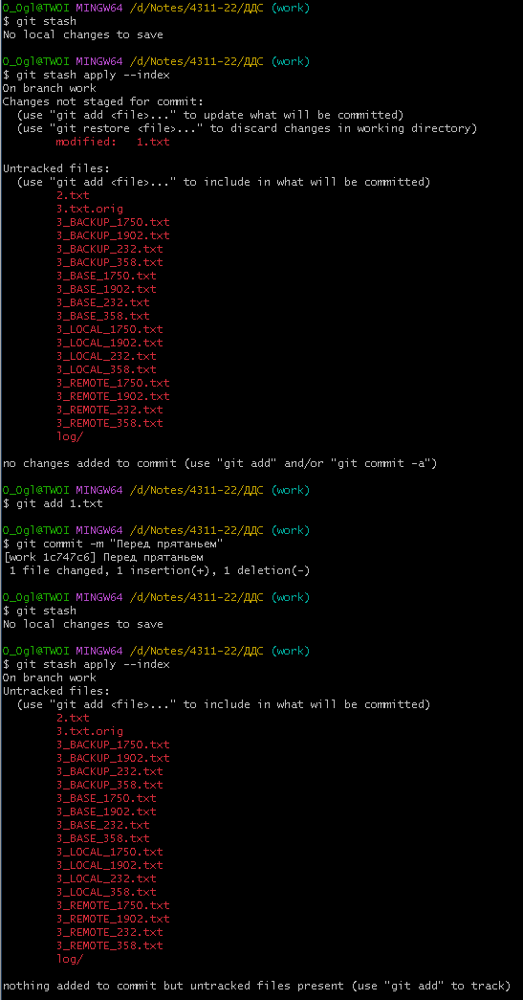 O_Ogl@TWOI MINGW64 /d/Notes/4311-22/ДДС (work)
$ git stash
No local changes to save
O_Ogl@TWOI MINGW64 /d/Notes/4311-22/ДДС (work)
$ git stash apply --index
On branch work
Changes not staged for commit:
  (use "git add <file>..." to update what will be committed)
  (use "git restore <file>..." to discard changes in working directory)
        modified:   1.txt
Untracked files:
  (use "git add <file>..." to include in what will be committed)
        2.txt
        3.txt.orig
        3_BACKUP_1750.txt
        3_BACKUP_1902.txt
        3_BACKUP_232.txt
        3_BACKUP_358.txt
        3_BASE_1750.txt
        3_BASE_1902.txt
        3_BASE_232.txt
        3_BASE_358.txt
        3_LOCAL_1750.txt
        3_LOCAL_1902.txt
        3_LOCAL_232.txt
        3_LOCAL_358.txt
        3_REMOTE_1750.txt
        3_REMOTE_1902.txt
        3_REMOTE_232.txt
        3_REMOTE_358.txt
        log/
no changes added to commit (use "git add" and/or "git commit -a")
O_Ogl@TWOI MINGW64 /d/Notes/4311-22/ДДС (work)
$ git add 1.txt
O_Ogl@TWOI MINGW64 /d/Notes/4311-22/ДДС (work)
$ git commit -m "Перед прятаньем"
[work 1c747c6] Перед прятаньем
 1 file changed, 1 insertion(+), 1 deletion(-)
O_Ogl@TWOI MINGW64 /d/Notes/4311-22/ДДС (work)
$ git stash
No local changes to save
O_Ogl@TWOI MINGW64 /d/Notes/4311-22/ДДС (work)
$ git stash apply --index
On branch work
Untracked files:
  (use "git add <file>..." to include in what will be committed)
        2.txt
        3.txt.orig
        3_BACKUP_1750.txt
        3_BACKUP_1902.txt
        3_BACKUP_232.txt
        3_BACKUP_358.txt
        3_BASE_1750.txt
        3_BASE_1902.txt
        3_BASE_232.txt
        3_BASE_358.txt
        3_LOCAL_1750.txt
        3_LOCAL_1902.txt
        3_LOCAL_232.txt
        3_LOCAL_358.txt
        3_REMOTE_1750.txt
        3_REMOTE_1902.txt
        3_REMOTE_232.txt
        3_REMOTE_358.txt
        log/
nothing added to commit but untracked files present (use "git add" to track)